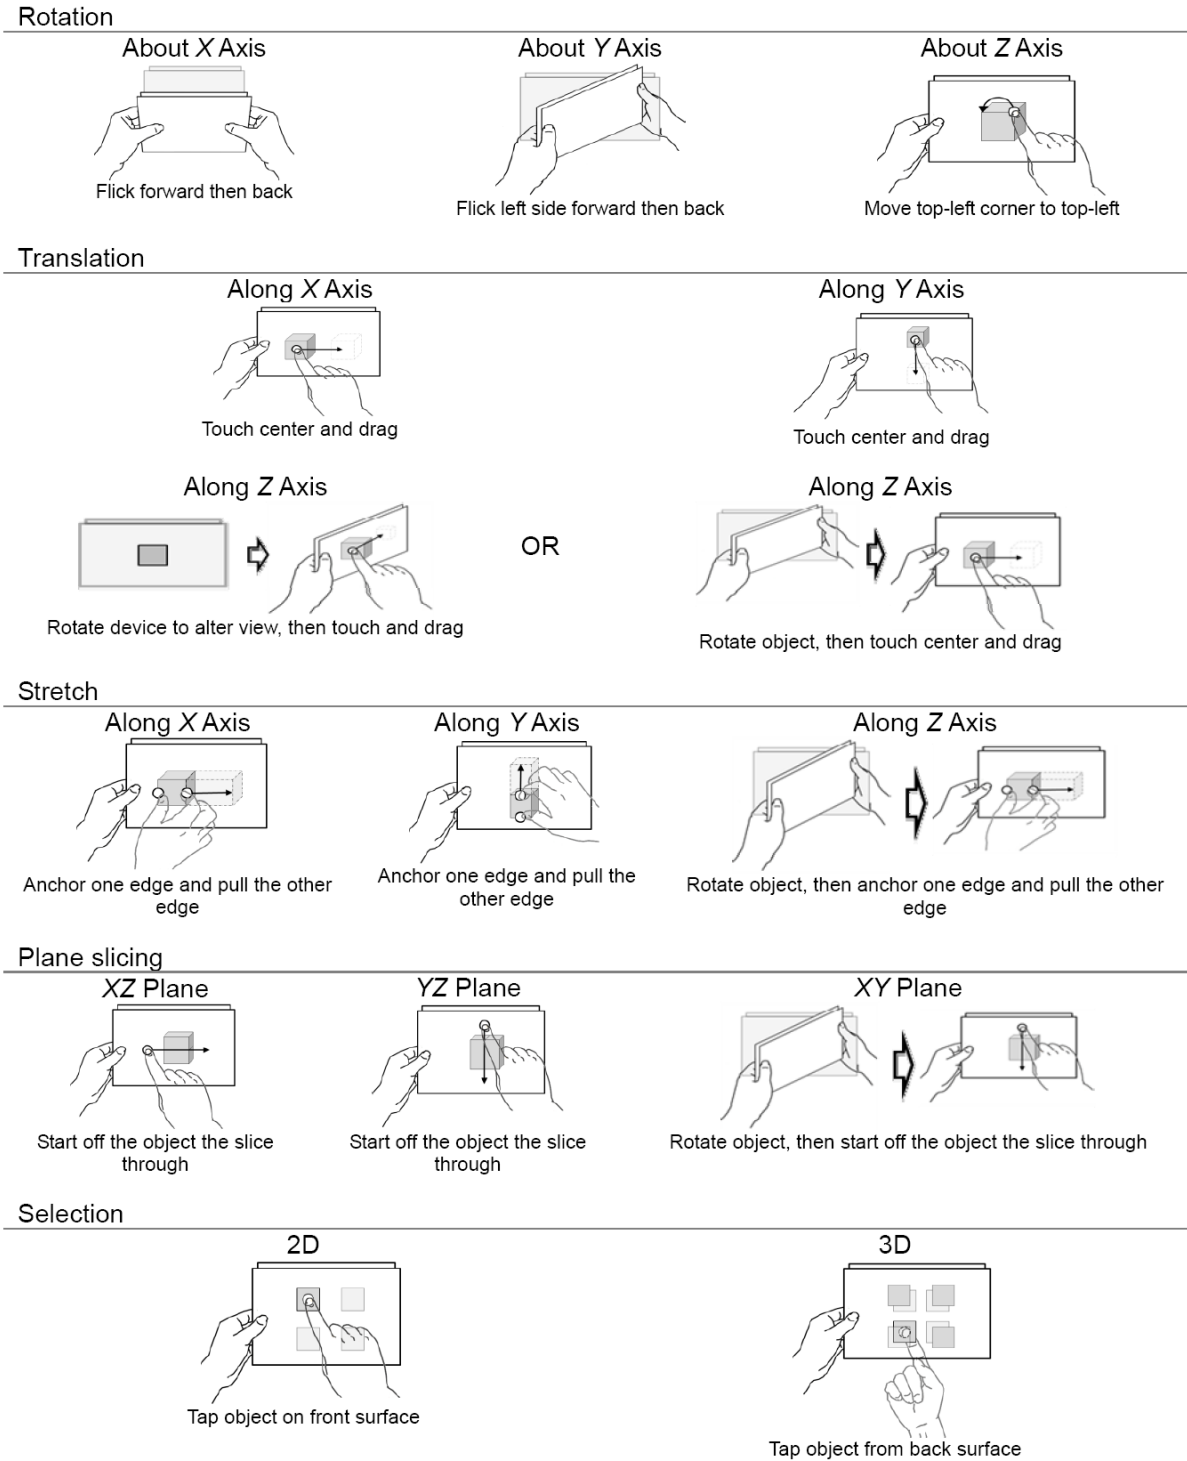 Rotation
About X Axis
About Y Axis
About Z Axis
Flick forward then back
Flick left side forward then back
Move top-left corner to top-left
Translation
Along X Axis
Along Y Axis
Touch center and drag
Touch center and drag
Along Z Axis
Along Z Axis
OR
Rotate device to alter view, then touch and drag
Rotate object, then touch center and drag
Stretch
Along X Axis
Along Y Axis
Along Z Axis
Anchor one edge and pull the other
edge
Anchor one edge and pull the
other edge
Rotate object, then anchor one edge and pull the other
edge
Plane slicing
XZ Plane
YZ Plane
XY Plane
Start off the object the slice
through
Start off the object the slice
through
Rotate object, then start off the object the slice through
Selection
2D
3D
Tap object on front surface
Tap object from back surface